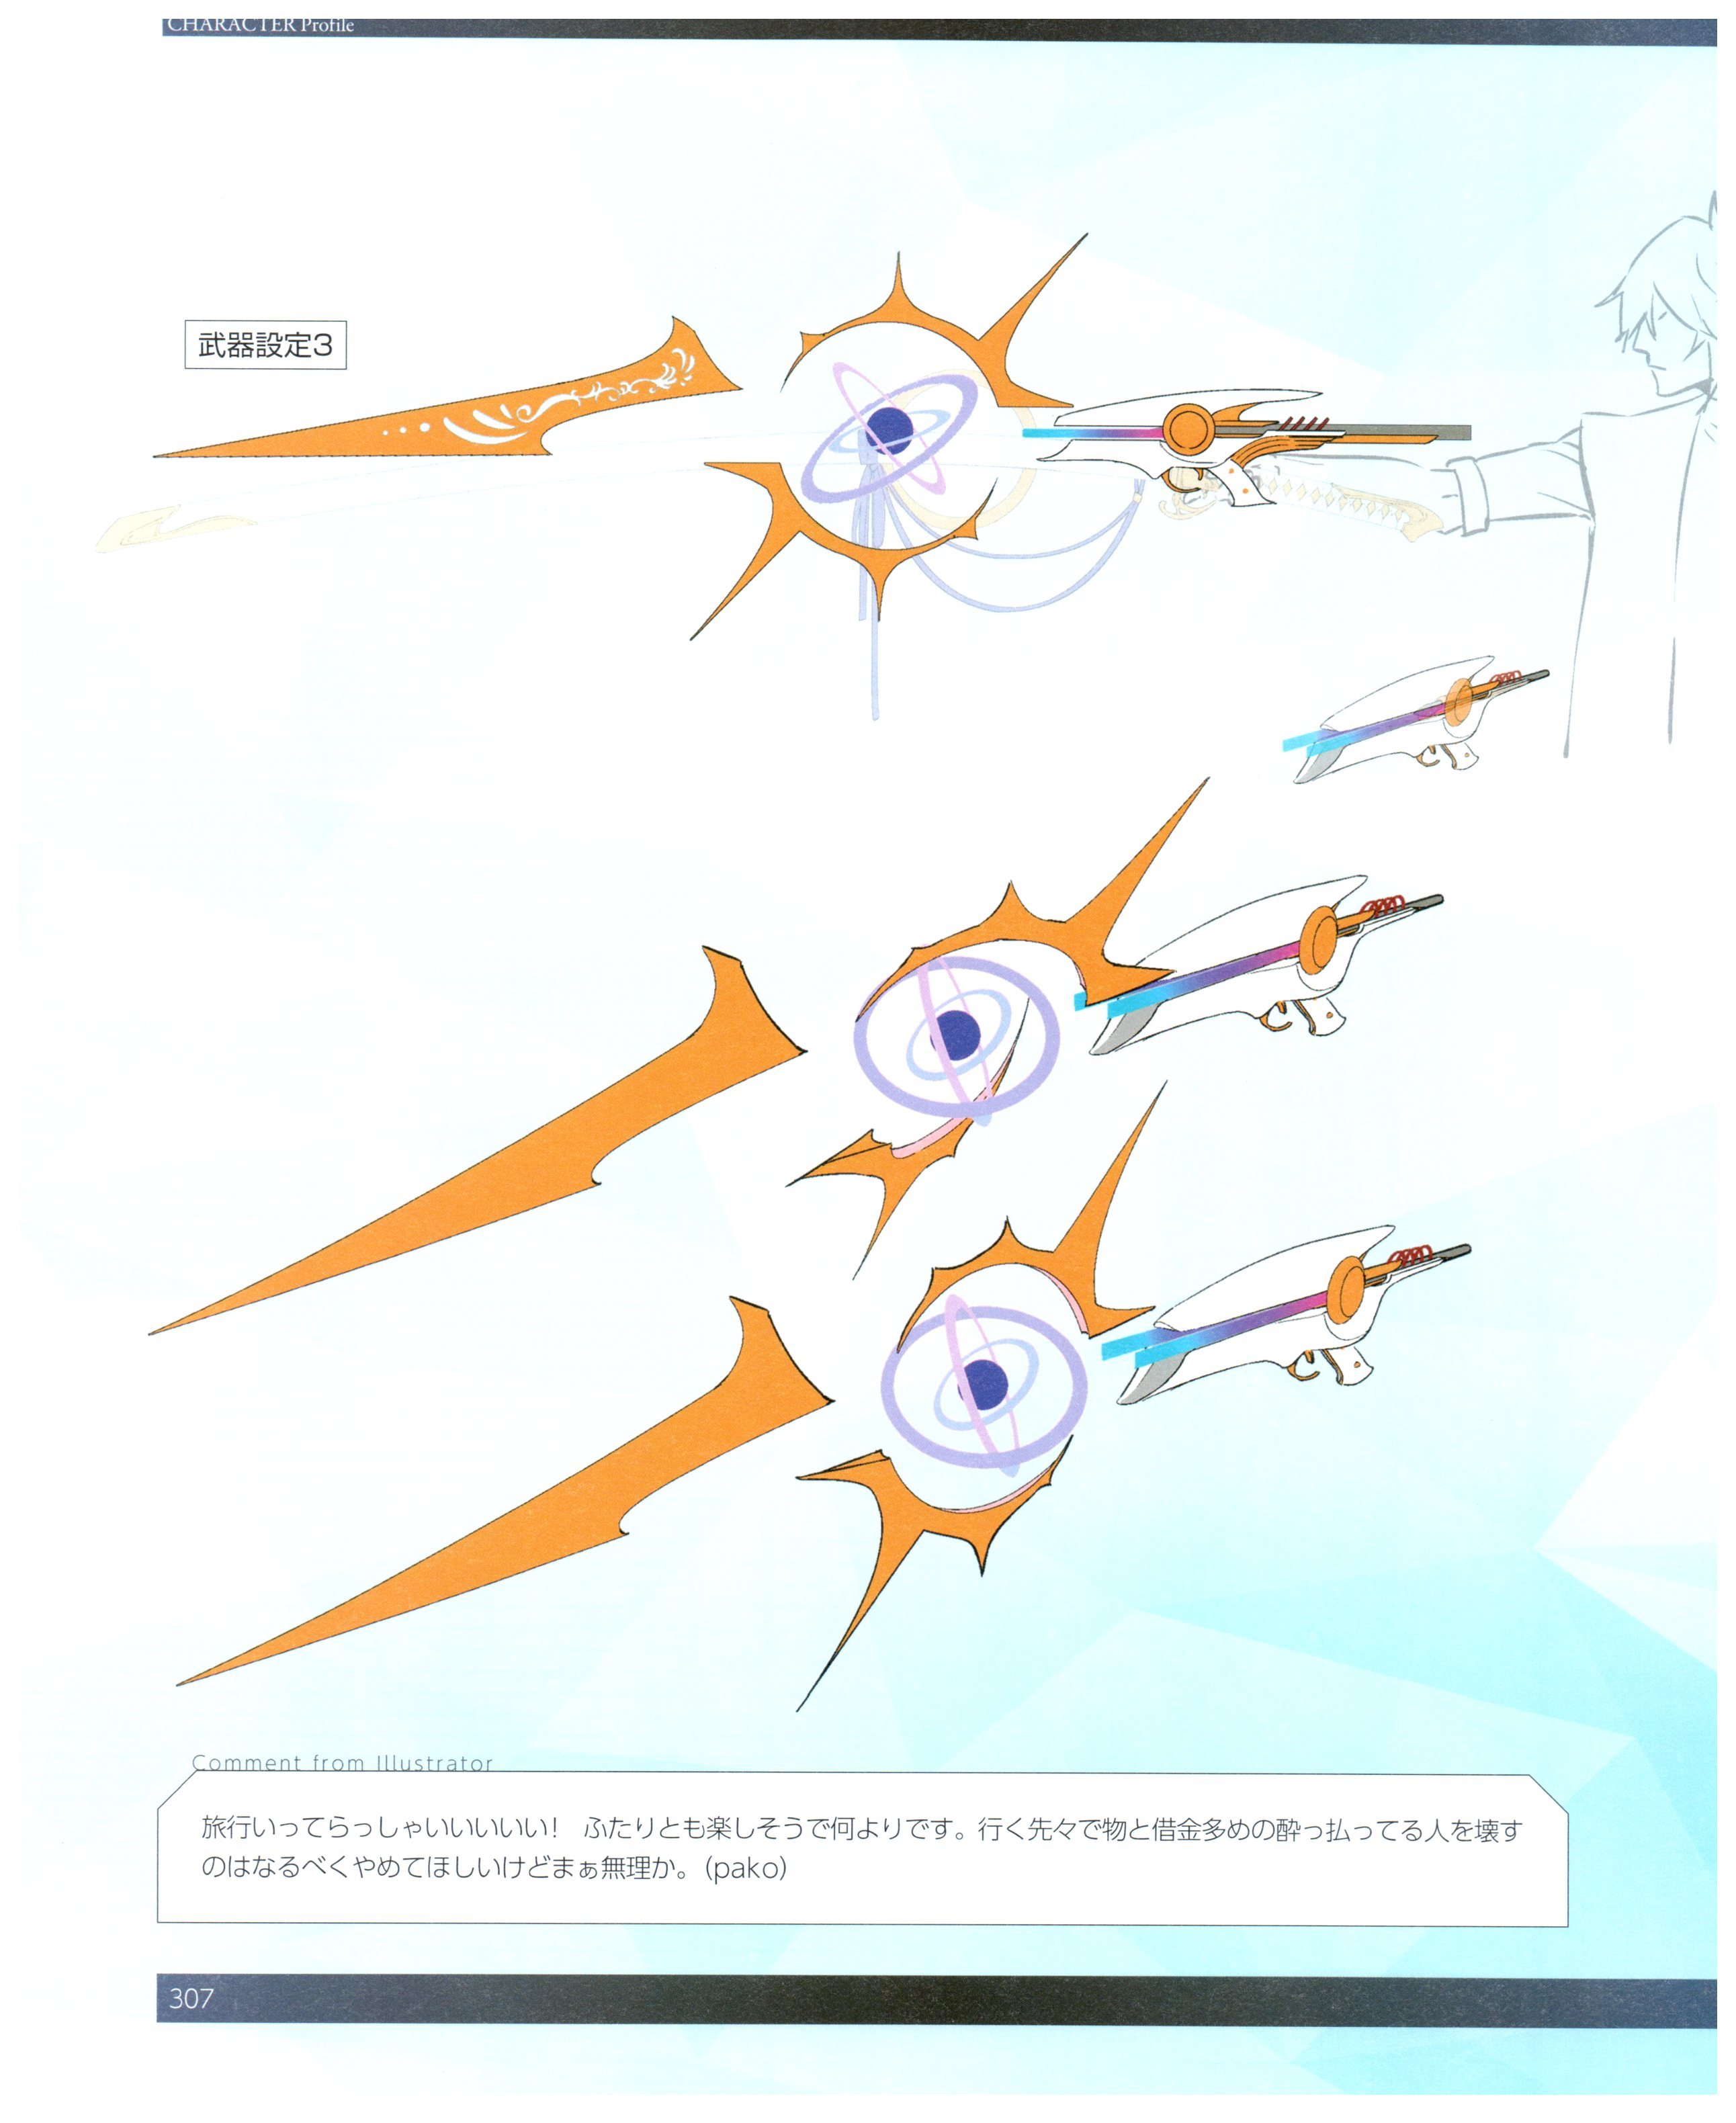 CHARACTER Profile
武器設定3
Comment from Illustrator
旅行いってらっしゃいいいいい! ふたりとも楽しそうで何よりです。行く先々で物と借金多めの酔っ払ってる人を壊す
のはなるべくやめてほしいけどまぁ無理か。(pako)
307